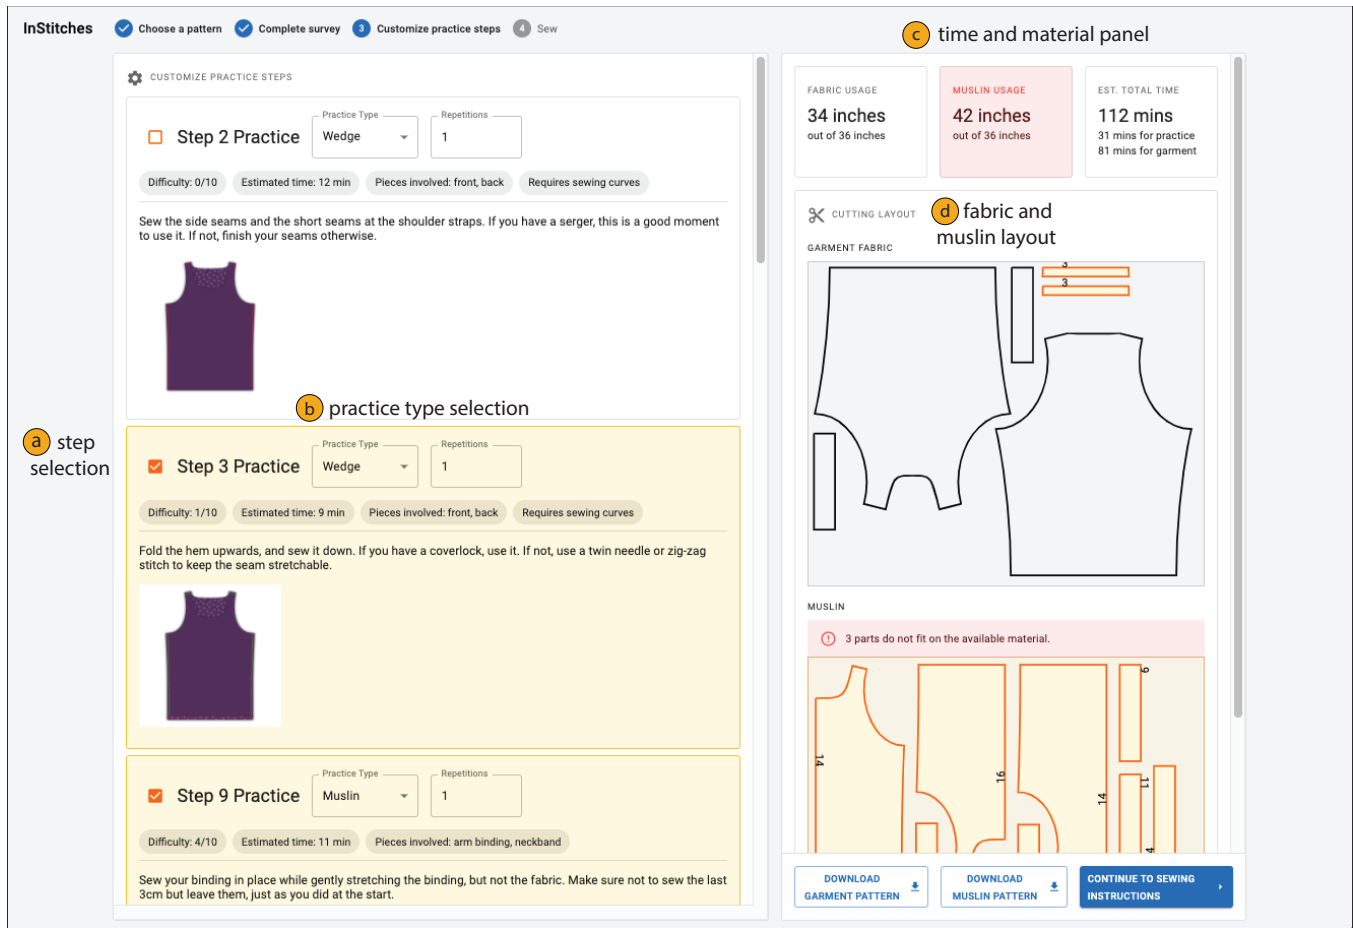 InStitches
Choose a pattern
Complete survey
3 Customize practice steps
4 Sew
CUSTOMIZE PRACTICE STEPS
Step 2 Practice
Practice Type
Wedge
Repetitions
1
Difficulty: 0/10
Estimated time: 12 min
Pieces involved: front, back
Requires sewing curves
Sew the side seams and the short seams at the shoulder straps. If you have a serger, this is a good moment
to use it. If not, finish your seams otherwise.
b practice type selection
a step
selection
Step 3 Practice
Practice Type
Wedge
Repetitions
1
Difficulty: 1/10
Estimated time: 9 min
Pieces involved: front, back
Requires sewing curves
Fold the hem upwards, and sew it down. If you have a coverlock, use it. If not, use a twin needle or zig-zag
stitch to keep the seam stretchable.
Step 9 Practice
Practice Type
Muslin
Repetitions
1
Difficulty: 4/10
Estimated time: 11 min
Pieces involved: arm binding, neckband
Sew your binding in place while gently stretching the binding, but not the fabric. Make sure not to sew the last
3cm but leave them, just as you did at the start.
c time and material panel
FABRIC USAGE
34 inches
out of 36 inches
MUSLIN USAGE
42 inches
out of 36 inches
EST. TOTAL TIME
112 mins
31 mins for practice
81 mins for garment
CUTTING LAYOUT
d fabric and
muslin layout
GARMENT FABRIC
3
3
MUSLIN
3 parts do not fit on the available material.
14
16
14
9
11
4
DOWNLOAD
GARMENT PATTERN
DOWNLOAD
MUSLIN PATTERN
CONTINUE TO SEWING
INSTRUCTIONS